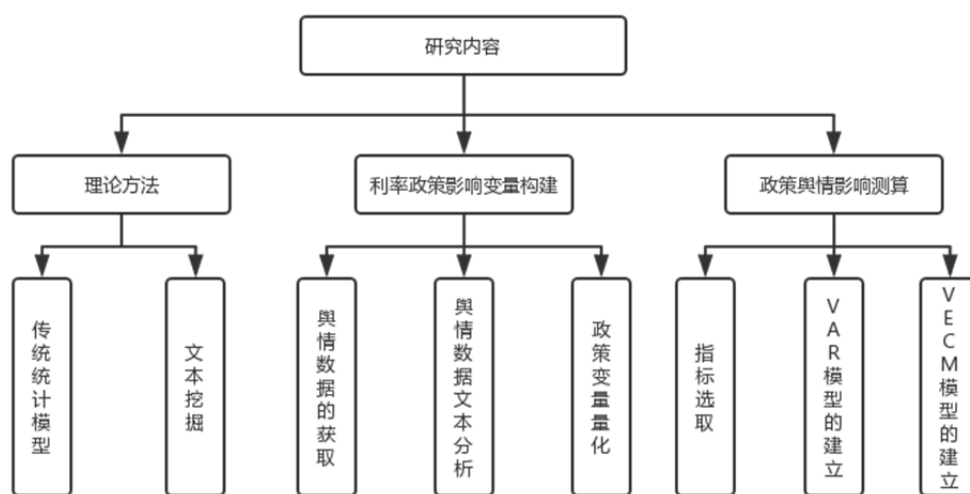 研究内容
理论方法
利率政策影响变量构建
政策舆情影响测算
传统统计模型
文本挖掘
舆情数据的获取
舆情数据文本分析
政策变量量化
指标选取
VAR模型的建立
VECM模型的建立